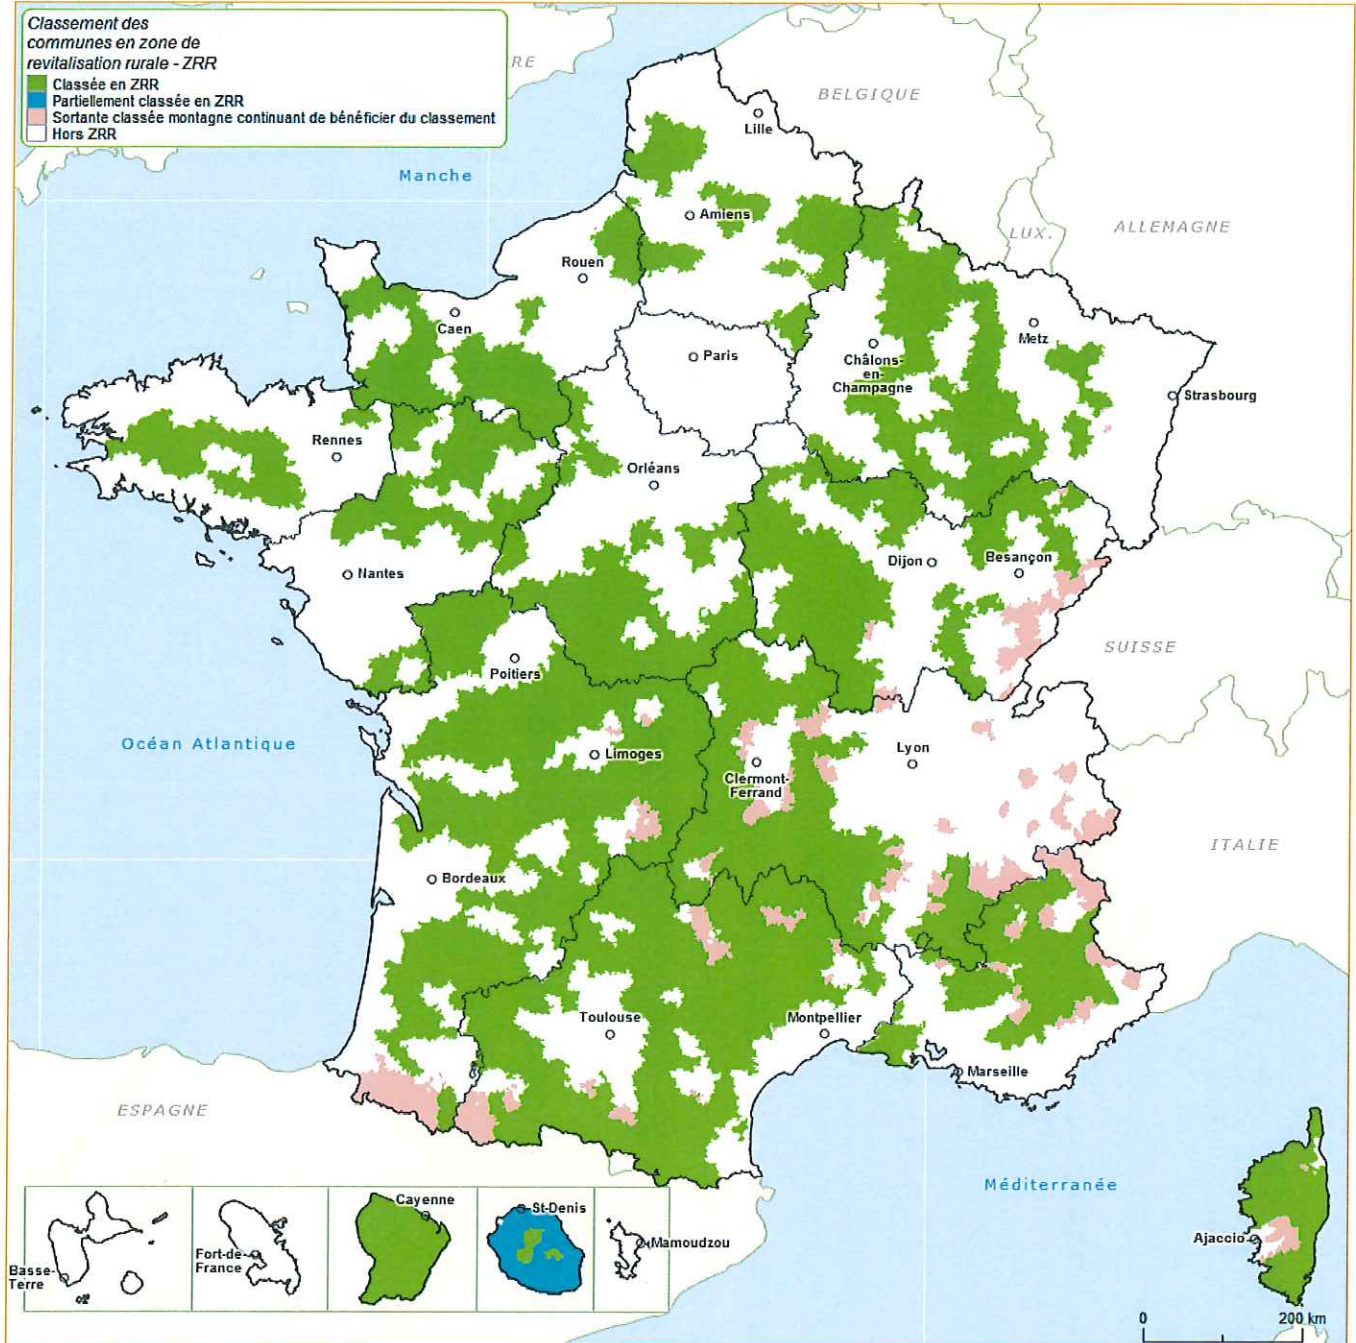 Classement des
communes en zone de
revitalisation rurale - ZRR
Classée en ZRR
Partiellement classée en ZRR
Sortante classée montagne continuant de bénéficier du classement
Hors ZRR
RE
BELGIQUE
Lille
Manche
Amiens
LUX.
ALLEMAGNE
Rouen
Caen
Paris
Metz
Châlons-
en-
Champagne
Strasbourg
Rennes
Orléans
Nantes
Dijon
Besançon
SUISSE
Poitiers
Océan Atlantique
Limoges
Lyon
Clermont-
Ferrand
ITALIE
Bordeaux
Toulouse
Montpellier
Marseille
ESPAGNE
Méditerranée
Cayenne
St-Denis
Ajaccio
Mamoudzou
Fort-de-
France
Basse-
Terre
0 200 km